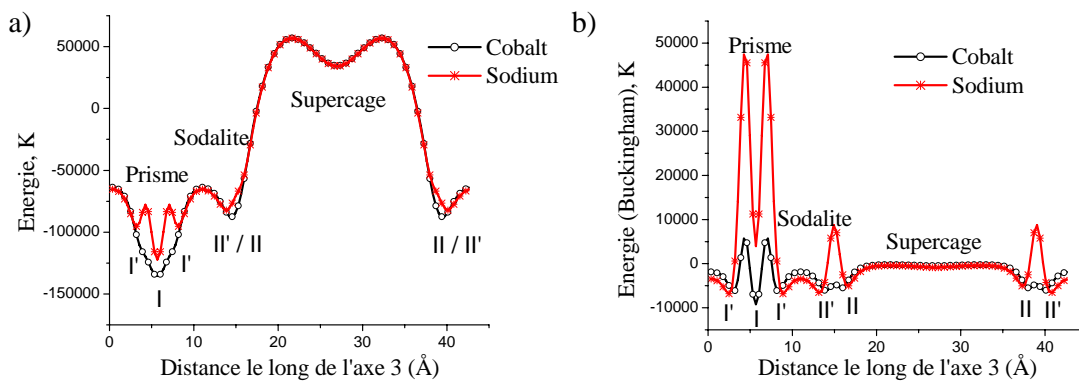 a)
Energie, K
50000
0
-50000
-100000
-150000
Cobalt
Sodium
Supercage
Sodalite
Prisme
I'
I
I'
II' / II
II / II'
0
10
20
30
40
Distance le long de l'axe 3 (Å)
b)
Energie (Buckingham), K
50000
40000
30000
20000
10000
0
-10000
Prisme
Cobalt
Sodium
Sodalite
Supercage
I'
I
I'
II'
II
II
II'
0
10
20
30
40
Distance le long de l'axe 3 (Å)